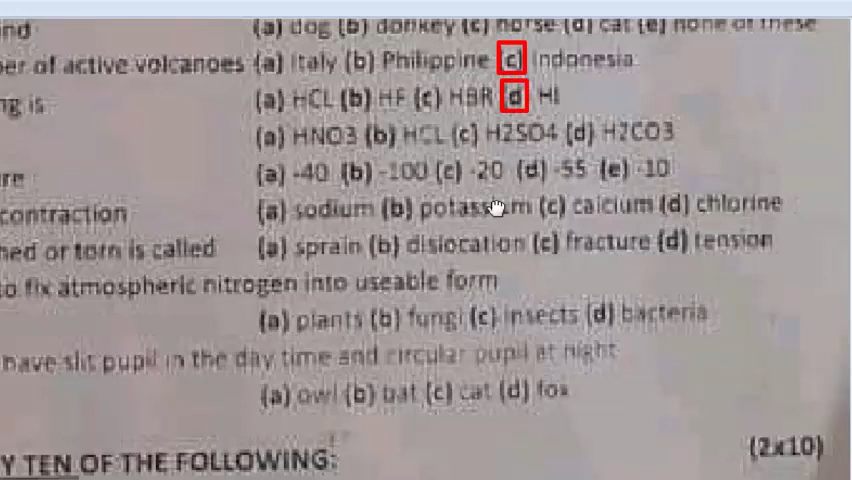 (a) dog (b) donkey (c) horse (d) cat (e) none of these
er of active volcanoes (a) Italy (b) Philippine (c) Indonesia
ng is (a) HCL (b) HF (c) HBR (d HI
(a) HNO3 (b) HCL (c) H2SO4 (d) H2CO3
re (a) -40 (b) -100 (c) -20 (d) -55 (e) -10
contraction (a) sodium (b) potassium (c) calcium (d) chlorine
hed or torn is called (a) sprain (b) dislocation (c) fracture (d) tension
to fix atmospheric nitrogen into useable form
(a) plants (b) fungi (c) insects (d) bacteria
have slit pupil in the day time and circular pupil at night
(a) owl (b) bat (c) cat (d) fox
Y TEN OF THE FOLLOWING: (2x10)